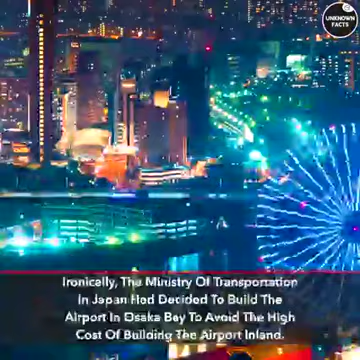 UNKNOWN
FACTS
Ironically, The Ministry Of Transportation
In Japan Had Decided To Build The
Airport In Osaka Bay To Avoid The High
Cost Of Building The Airport Inland.